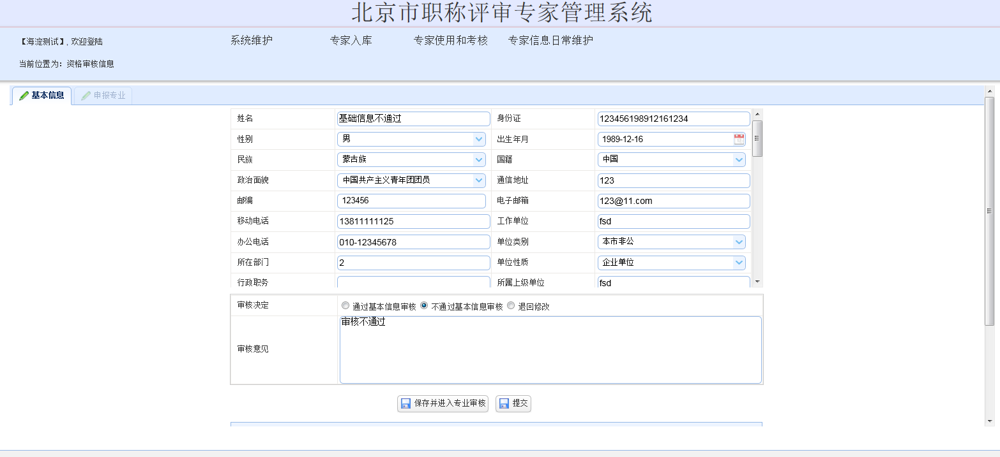 北京市职称评审专家管理系统
【海淀测试】, 欢迎登陆 系统维护 专家入库 专家使用和考核 专家信息日常维护
当前位置为: 资格审核信息
基本信息 申报专业
姓名 基础信息不通过 身份证 123456198912161234
性别 男 出生年月 1989-12-16
民族 蒙古族 国籍 中国
政治面貌 中国共产主义青年团团员 通信地址 123
邮编 123456 电子邮箱 123@11.com
移动电话 13811111125 工作单位 fsd
办公电话 010-12345678 单位类别 本市非公
所在部门 2 单位性质 企业单位
行政职务 所属上级单位 fsd
审核决定 通过基本信息审核 不通过基本信息审核 退回修改
审核意见 审核不通过
保存并进入专业审核 提交